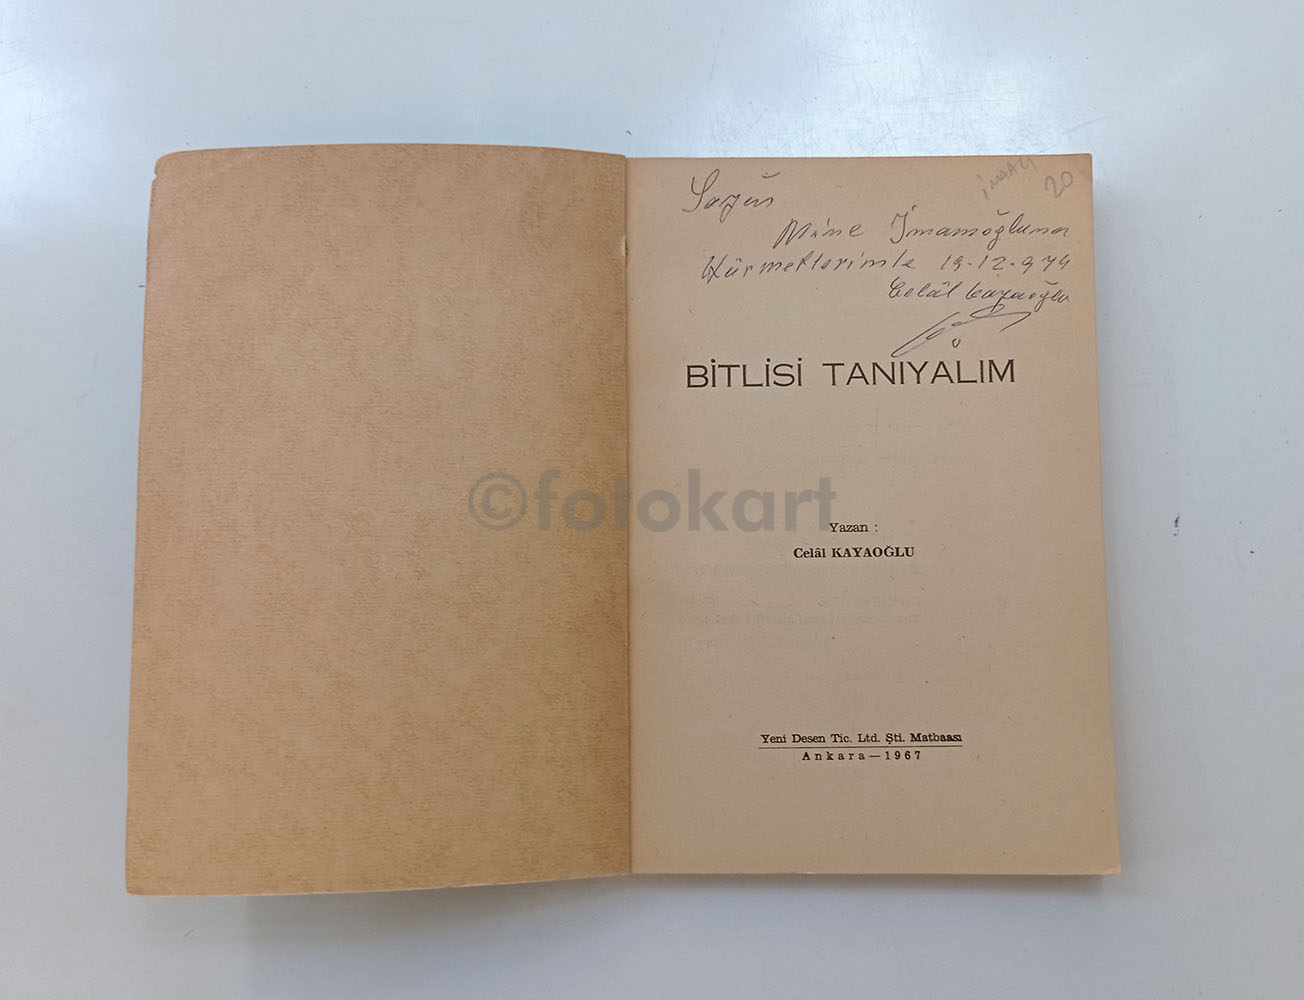 İMZALI
20
Sayın
Mine İmamoğluna
Hürmetlerimle 19-12-974
Celâl Kayaoğlu
BİTLİSİ TANIYALIM
©fotokart
Yazan :
Celâl KAYAOĞLU
Yeni Desen Tic. Ltd. Şti. Matbaası
Ankara—1967